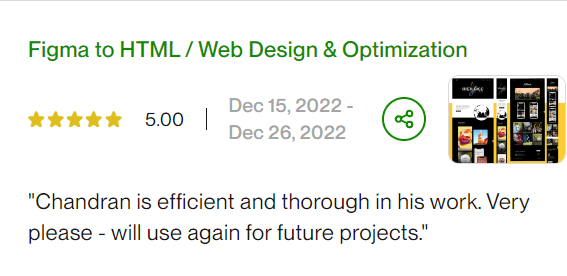 Figma to HTML / Web Design & Optimization
5.00
Dec 15, 2022 -
Dec 26, 2022
"Chandran is efficient and thorough in his work. Very
please - will use again for future projects."